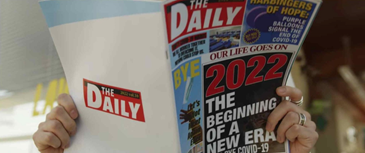 THE
DAILY
THE
DAILY
HARBINGERS
OF HOPE:
PURPLE
BALLOONS
SIGNAL THE
END OF
COVID-19
OUR LIFE GOES ON
BYE
2022
THE
BEGINNING
OF A
NEW ERA